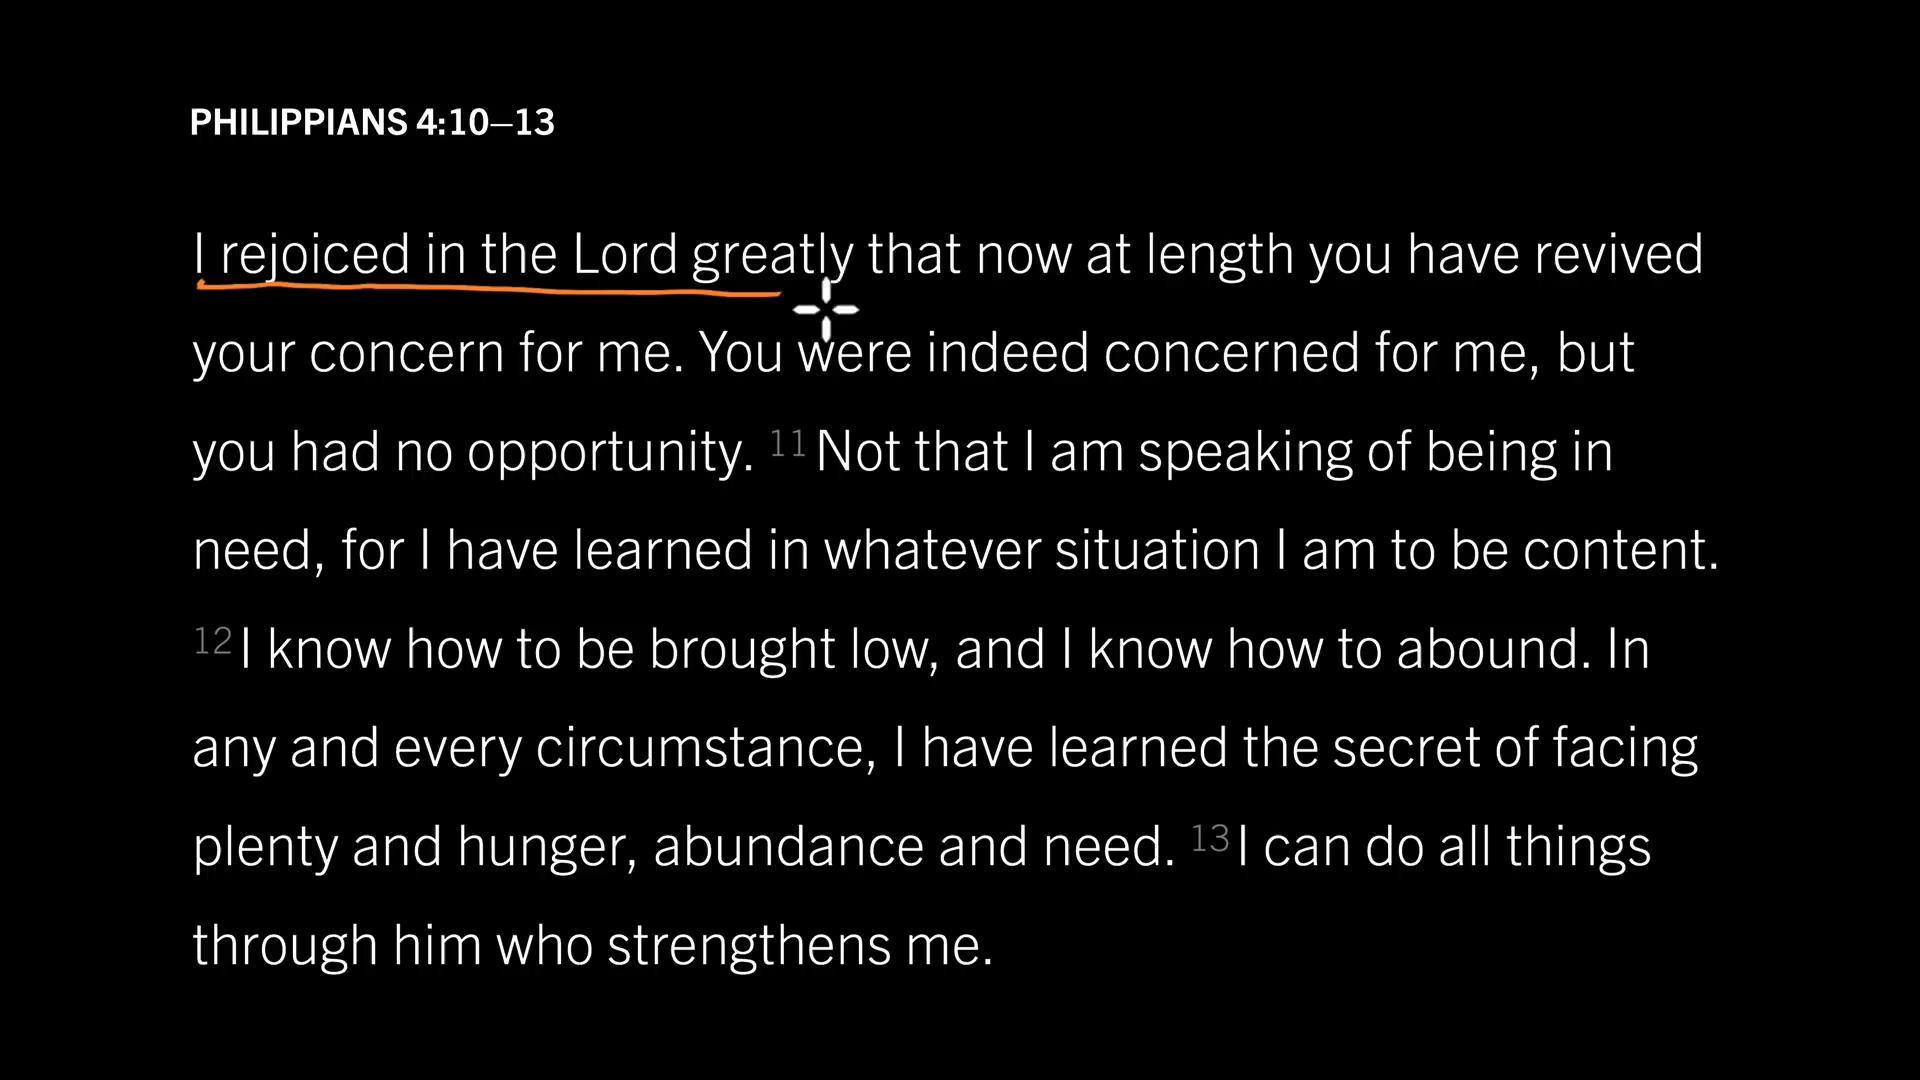 PHILIPPIANS 4:10–13
I rejoiced in the Lord greatly that now at length you have revived
your concern for me. You were indeed concerned for me, but
you had no opportunity. 11 Not that I am speaking of being in
need, for I have learned in whatever situation I am to be content.
12 I know how to be brought low, and I know how to abound. In
any and every circumstance, I have learned the secret of facing
plenty and hunger, abundance and need. 13 I can do all things
through him who strengthens me.